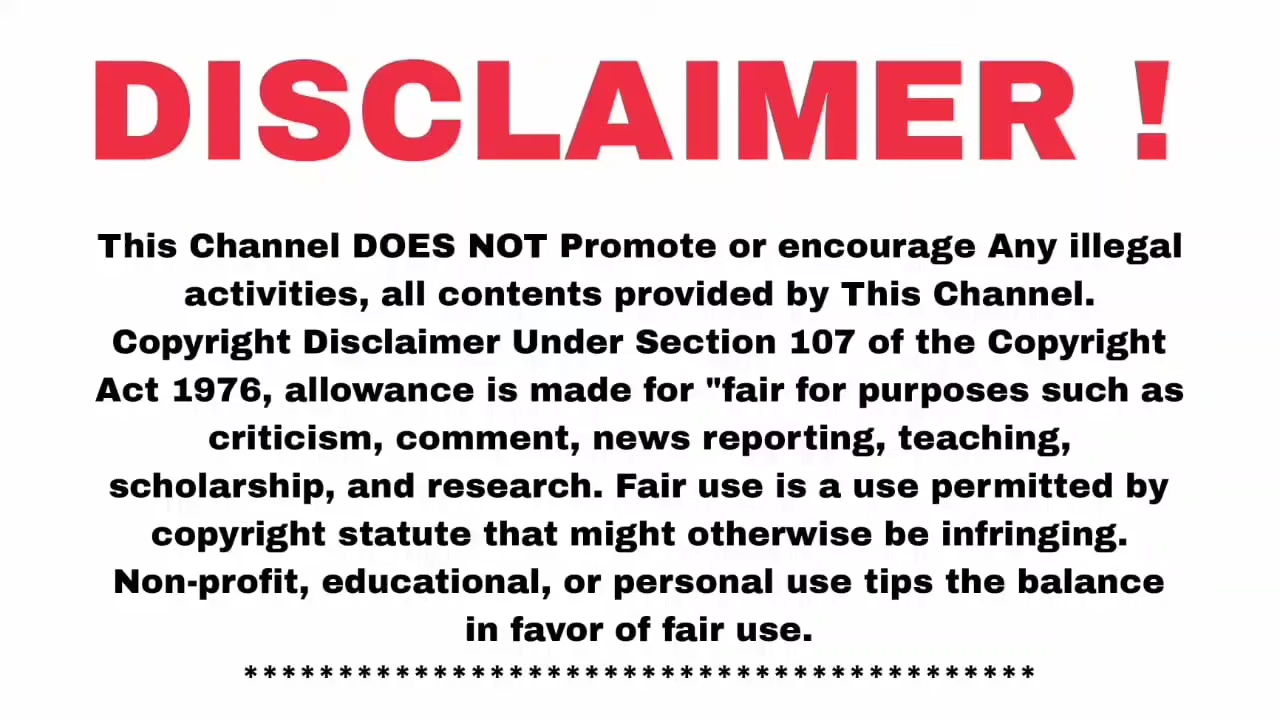 DISCLAIMER !
This Channel DOES NOT Promote or encourage Any illegal
activities, all contents provided by This Channel.
Copyright Disclaimer Under Section 107 of the Copyright
Act 1976, allowance is made for "fair for purposes such as
criticism, comment, news reporting, teaching,
scholarship, and research. Fair use is a use permitted by
copyright statute that might otherwise be infringing.
Non-profit, educational, or personal use tips the balance
in favor of fair use.
******************************************